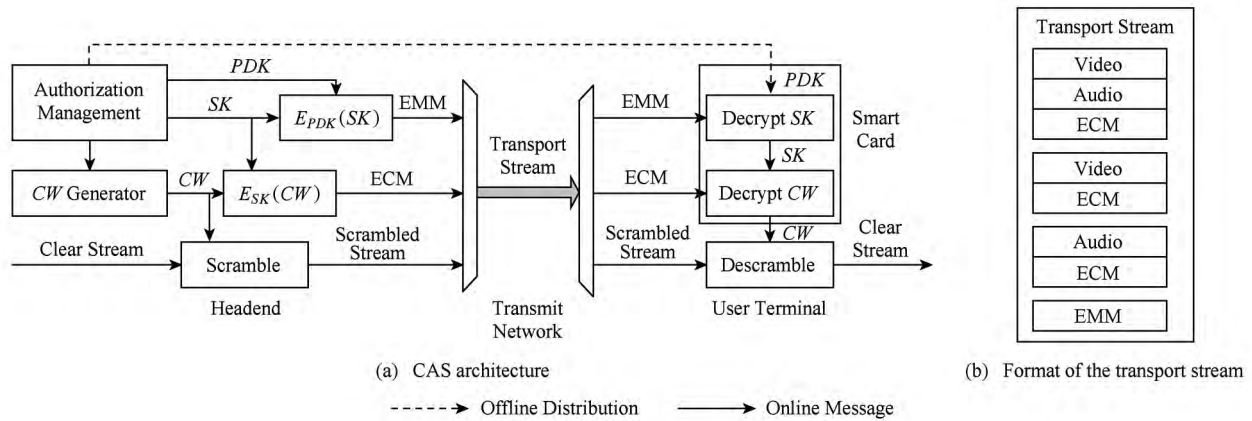 Authorization
Management
PDK
SK
E_PDK(SK)
EMM
CW Generator
CW
E_SK(CW)
ECM
Clear Stream
Scramble
Scrambled
Stream
Headend
Transport
Stream
Transmit
Network
EMM
ECM
Scrambled
Stream
PDK
Decrypt SK
SK
Decrypt CW
CW
Smart
Card
Descramble
Clear
Stream
User Terminal
(a) CAS architecture
Offline Distribution
Online Message
Transport Stream
Video
Audio
ECM
Video
ECM
Audio
ECM
EMM
(b) Format of the transport stream